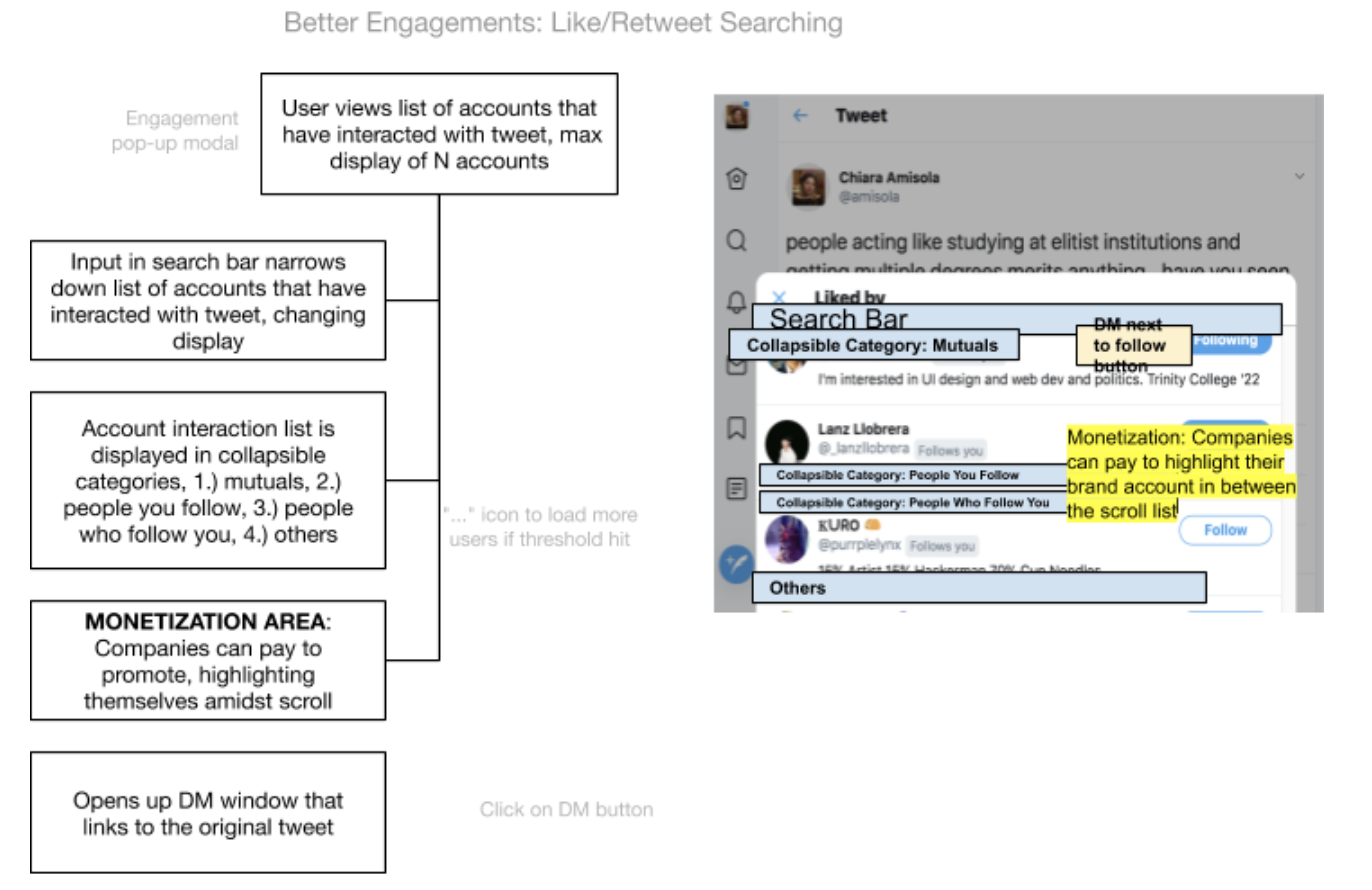 Better Engagements: Like/Retweet Searching
Engagement
pop-up modal
User views list of accounts that
have interacted with tweet, max
display of N accounts
Input in search bar narrows
down list of accounts that have
interacted with tweet, changing
display
Account interaction list is
displayed in collapsible
categories, 1.) mutuals, 2.)
people you follow, 3.) people
who follow you, 4.) others
"..." icon to load more
users if threshold hit
MONETIZATION AREA:
Companies can pay to
promote, highlighting
themselves amidst scroll
Opens up DM window that
links to the original tweet
Click on DM button
Tweet
Chiara Amisola
@amisola
people acting like studying at elitist institutions and
getting multiple degrees merits anything have you seen
Liked by
Search Bar
Collapsible Category: Mutuals
DM next
to follow
button
Following
I'm interested in UI design and web dev and politics. Trinity College '22
Lanz Llobrera
@_lanzllobrera Follows you
Monetization: Companies
can pay to highlight their
brand account in between
the scroll list
Collapsible Category: People You Follow
Collapsible Category: People Who Follow You
KURO
@purrplelynx Follows you
Follow
15% Artist 15% Hackerman 70% Cup Noodles
Others